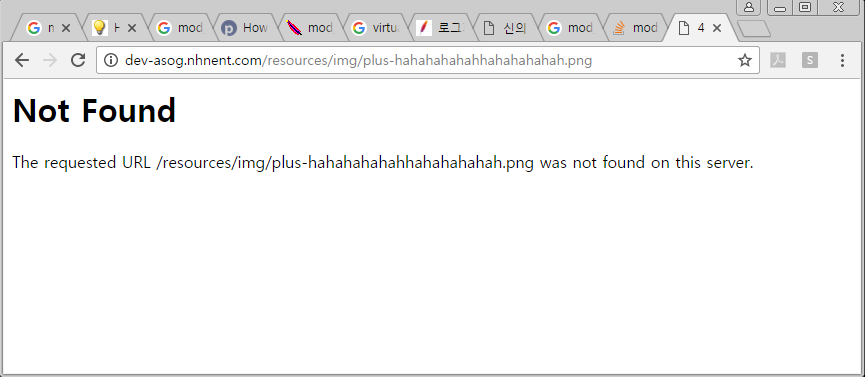 n
H
mod
How
mod
virtu
로그
신의
mod
mod
4
dev-asog.nhnent.com/resources/img/plus-hahahahahahhahahahahah.png
Not Found
The requested URL /resources/img/plus-hahahahahahhahahahahah.png was not found on this server.